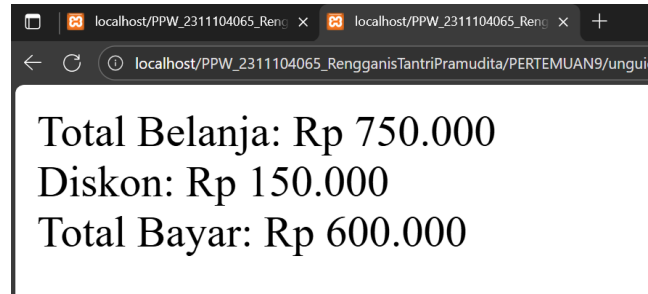 localhost/PPW_2311104065_Reng
localhost/PPW_2311104065_Reng
localhost/PPW_2311104065_RengganisTantriPramudita/PERTEMUAN9/ungui
Total Belanja: Rp 750.000
Diskon: Rp 150.000
Total Bayar: Rp 600.000